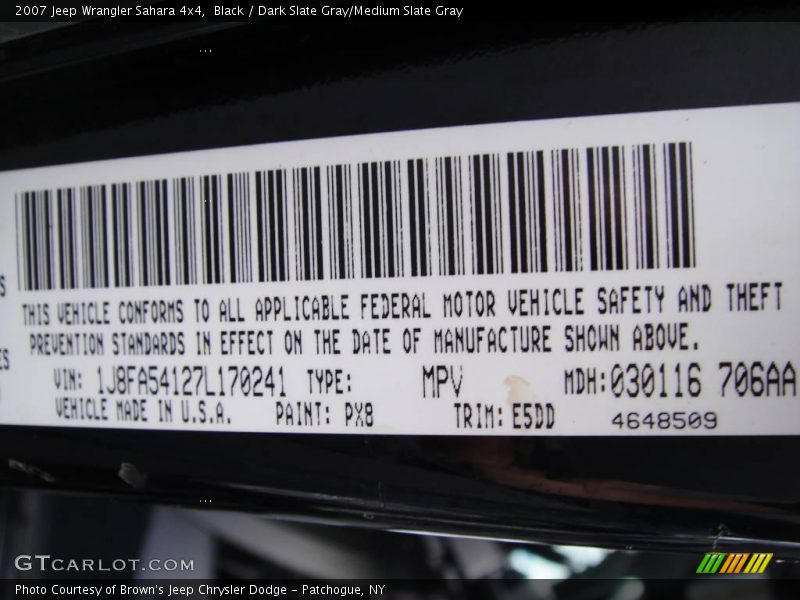 2007 Jeep Wrangler Sahara 4x4, Black / Dark Slate Gray/Medium Slate Gray
THIS VEHICLE CONFORMS TO ALL APPLICABLE FEDERAL MOTOR VEHICLE SAFETY AND THEFT
PREVENTION STANDARDS IN EFFECT ON THE DATE OF MANUFACTURE SHOWN ABOVE.
VIN: 1J8FA54127L170241 TYPE: MPV MDH:030116 706AA
VEHICLE MADE IN U.S.A. PAINT: PX8 TRIM: E5DD 4648509
GTCARLOT.COM
Photo Courtesy of Brown's Jeep Chrysler Dodge - Patchogue, NY